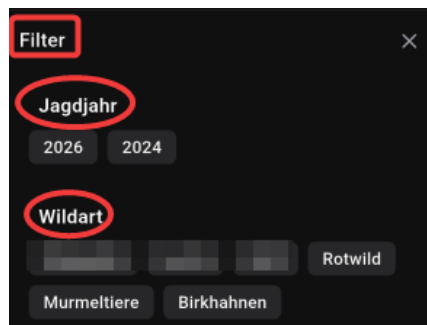 Filter
Jagdjahr
2026 2024
Wildart
Rotwild
Murmeltiere Birkhahnen